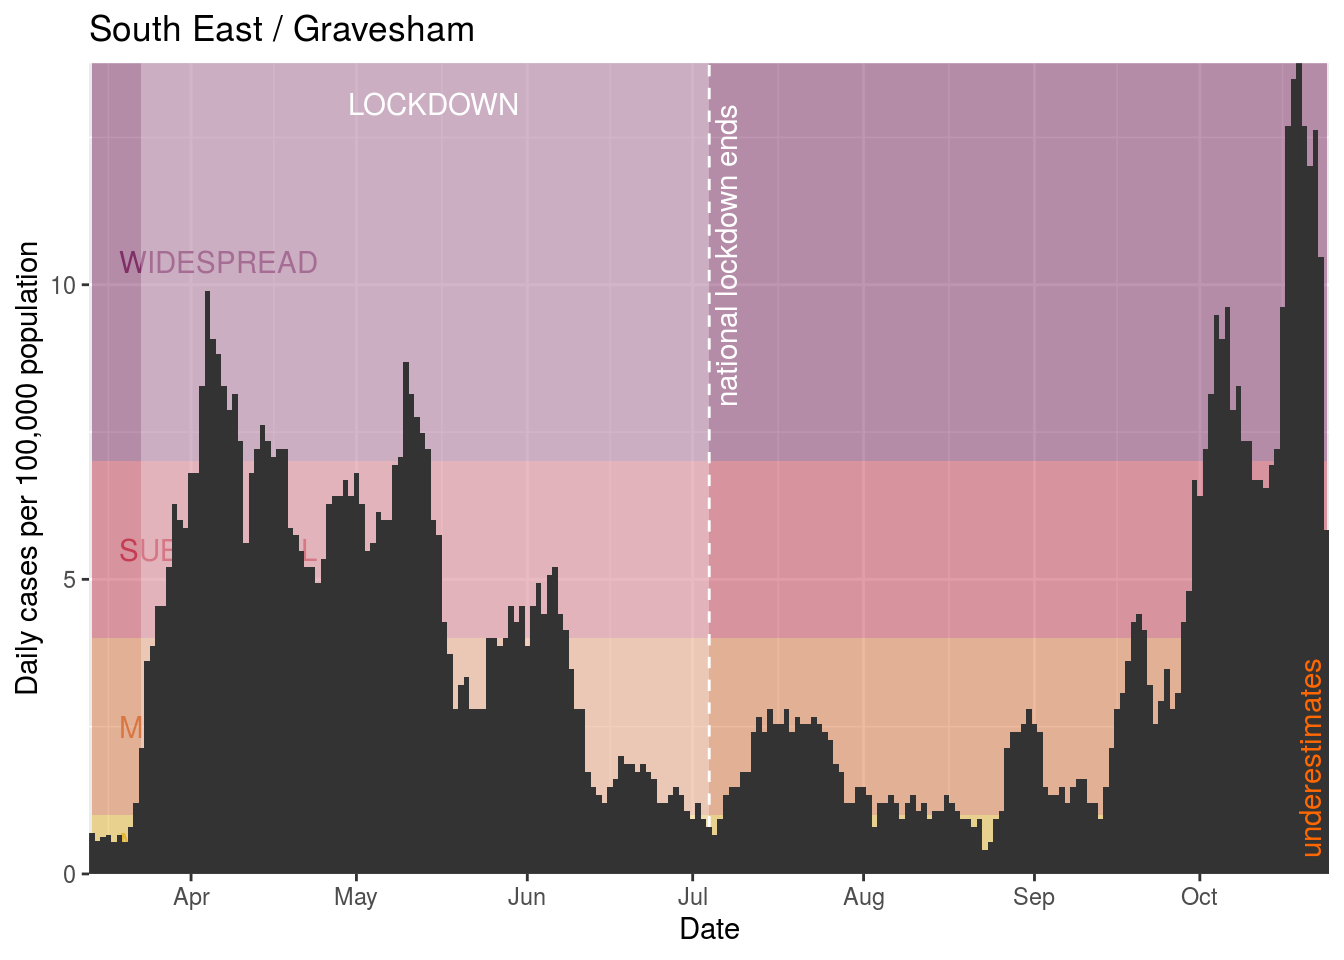 South East / Gravesham
LOCKDOWN
national lockdown ends
WIDESPREAD
10
5
0
underestimates
Daily cases per 100,000 population
Apr
May
Jun
Jul
Aug
Sep
Oct
Date